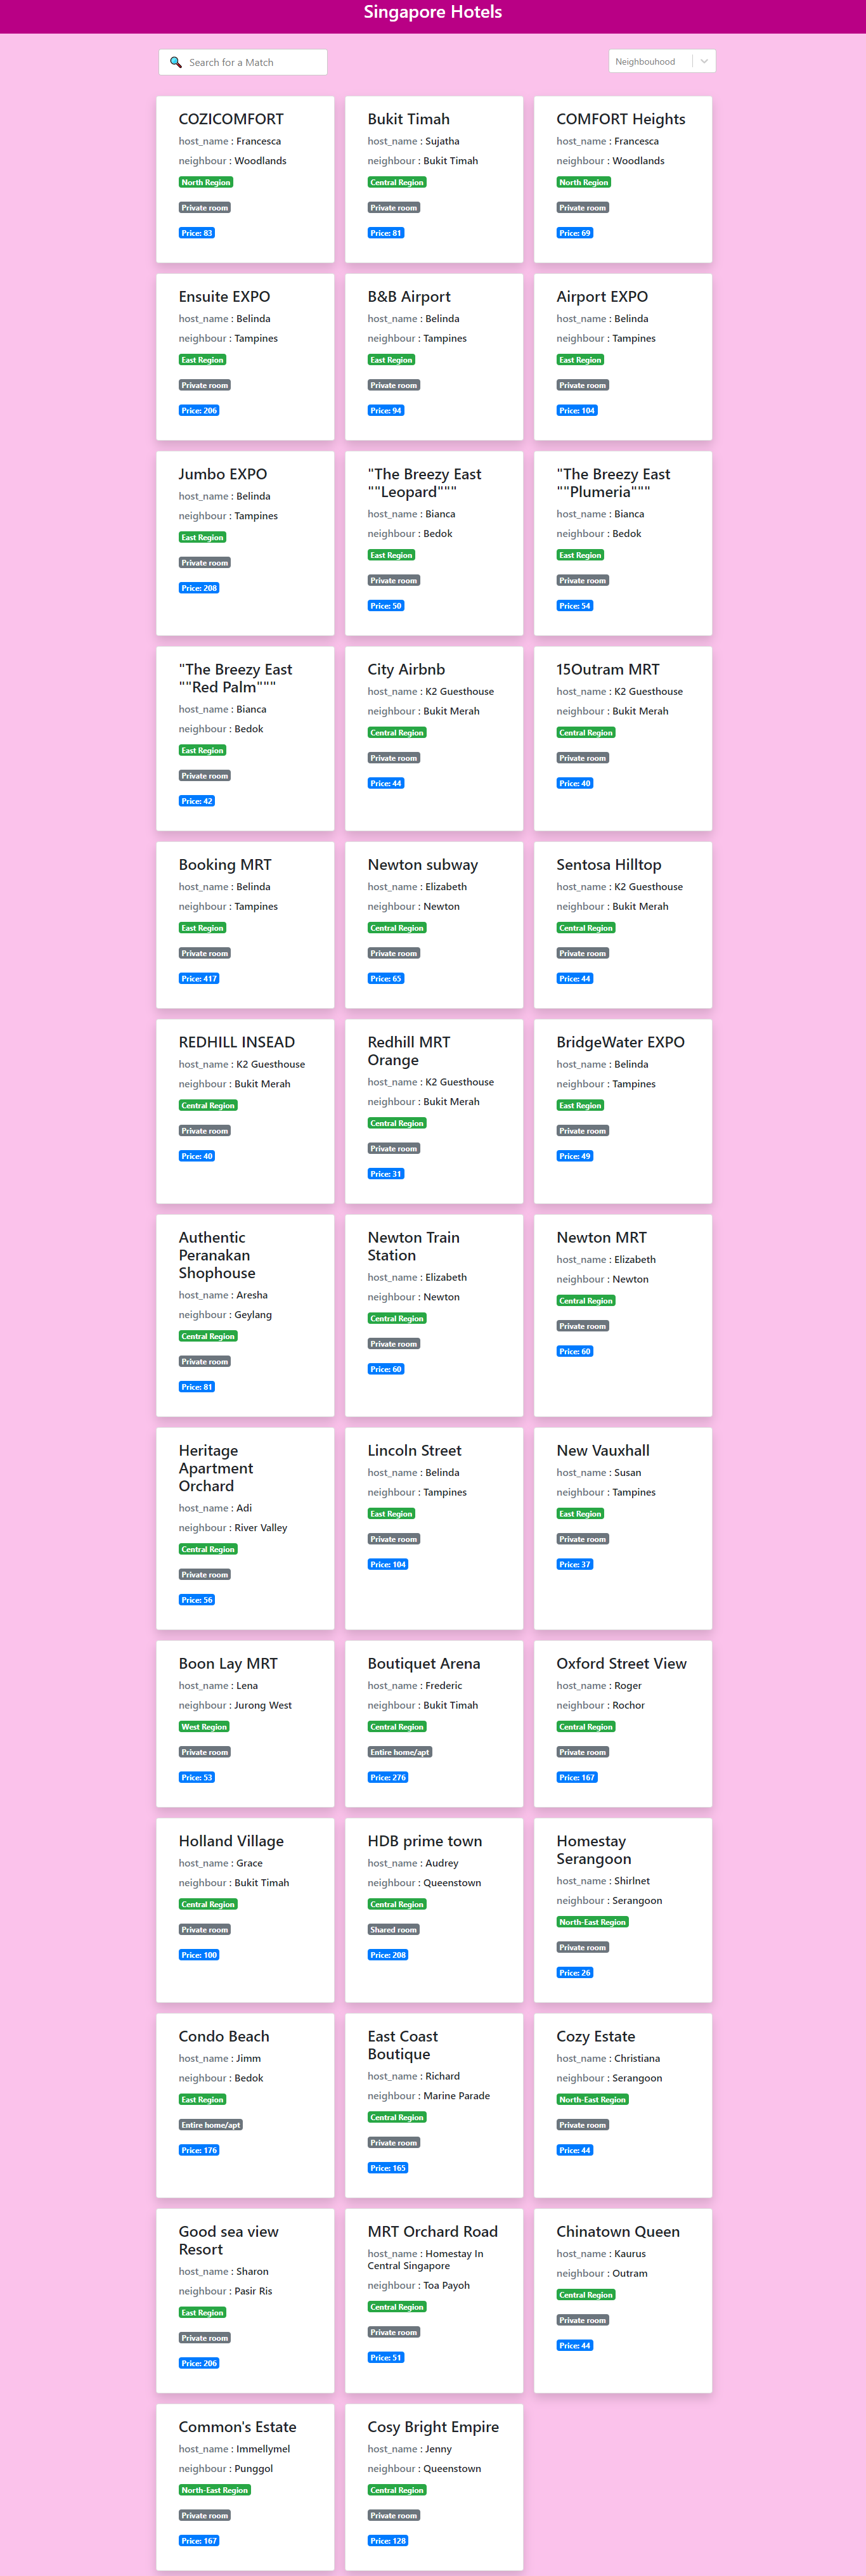 Singapore Hotels
Search for a Match
Neighbouhood
COZICOMFORT
host_name : Francesca
neighbour : Woodlands
North Region
Private room
Price: 83
Bukit Timah
host_name : Sujatha
neighbour : Bukit Timah
Central Region
Private room
Price: 81
COMFORT Heights
host_name : Francesca
neighbour : Woodlands
North Region
Private room
Price: 69
Ensuite EXPO
host_name : Belinda
neighbour : Tampines
East Region
Private room
Price: 206
B&B Airport
host_name : Belinda
neighbour : Tampines
East Region
Private room
Price: 94
Airport EXPO
host_name : Belinda
neighbour : Tampines
East Region
Private room
Price: 104
Jumbo EXPO
host_name : Belinda
neighbour : Tampines
East Region
Private room
Price: 208
"The Breezy East
""Leopard"""
host_name : Bianca
neighbour : Bedok
East Region
Private room
Price: 50
"The Breezy East
""Plumeria"""
host_name : Bianca
neighbour : Bedok
East Region
Private room
Price: 54
"The Breezy East
""Red Palm"""
host_name : Bianca
neighbour : Bedok
East Region
Private room
Price: 42
City Airbnb
host_name : K2 Guesthouse
neighbour : Bukit Merah
Central Region
Private room
Price: 44
15Outram MRT
host_name : K2 Guesthouse
neighbour : Bukit Merah
Central Region
Private room
Price: 40
Booking MRT
host_name : Belinda
neighbour : Tampines
East Region
Private room
Price: 417
Newton subway
host_name : Elizabeth
neighbour : Newton
Central Region
Private room
Price: 65
Sentosa Hilltop
host_name : K2 Guesthouse
neighbour : Bukit Merah
Central Region
Private room
Price: 44
REDHILL INSEAD
host_name : K2 Guesthouse
neighbour : Bukit Merah
Central Region
Private room
Price: 40
Redhill MRT
Orange
host_name : K2 Guesthouse
neighbour : Bukit Merah
Central Region
Private room
Price: 31
BridgeWater EXPO
host_name : Belinda
neighbour : Tampines
East Region
Private room
Price: 49
Authentic
Peranakan
Shophouse
host_name : Aresha
neighbour : Geylang
Central Region
Private room
Price: 81
Newton Train
Station
host_name : Elizabeth
neighbour : Newton
Central Region
Private room
Price: 60
Newton MRT
host_name : Elizabeth
neighbour : Newton
Central Region
Private room
Price: 60
Heritage
Apartment
Orchard
host_name : Adi
neighbour : River Valley
Central Region
Private room
Price: 56
Lincoln Street
host_name : Belinda
neighbour : Tampines
East Region
Private room
Price: 104
New Vauxhall
host_name : Susan
neighbour : Tampines
East Region
Private room
Price: 37
Boon Lay MRT
host_name : Lena
neighbour : Jurong West
West Region
Private room
Price: 53
Boutiquet Arena
host_name : Frederic
neighbour : Bukit Timah
Central Region
Entire home/apt
Price: 276
Oxford Street View
host_name : Roger
neighbour : Rochor
Central Region
Private room
Price: 167
Holland Village
host_name : Grace
neighbour : Bukit Timah
Central Region
Private room
Price: 100
HDB prime town
host_name : Audrey
neighbour : Queenstown
Central Region
Shared room
Price: 208
Homestay
Serangoon
host_name : Shirlnet
neighbour : Serangoon
North-East Region
Private room
Price: 26
Condo Beach
host_name : Jimm
neighbour : Bedok
East Region
Entire home/apt
Price: 176
East Coast
Boutique
host_name : Richard
neighbour : Marine Parade
Central Region
Private room
Price: 165
Cozy Estate
host_name : Christiana
neighbour : Serangoon
North-East Region
Private room
Price: 44
Good sea view
Resort
host_name : Sharon
neighbour : Pasir Ris
East Region
Private room
Price: 206
MRT Orchard Road
host_name : Homestay In
Central Singapore
neighbour : Toa Payoh
Central Region
Private room
Price: 51
Chinatown Queen
host_name : Kaurus
neighbour : Outram
Central Region
Private room
Price: 44
Common's Estate
host_name : Immellymel
neighbour : Punggol
North-East Region
Private room
Price: 167
Cosy Bright Empire
host_name : Jenny
neighbour : Queenstown
Central Region
Private room
Price: 128